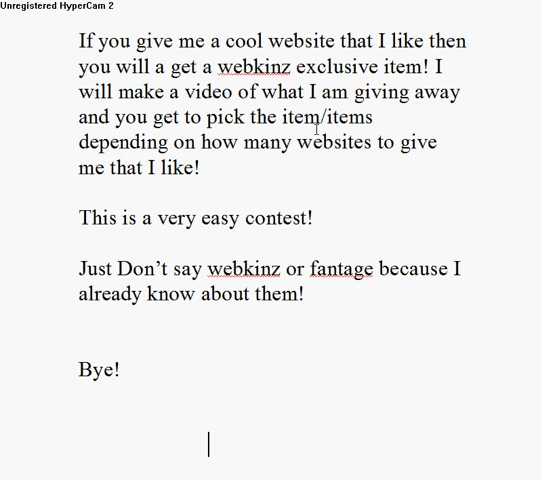 Unregistered HyperCam 2
If you give me a cool website that I like then
you will a get a webkinz exclusive item! I
will make a video of what I am giving away
and you get to pick the item/items
depending on how many websites to give
me that I like!
This is a very easy contest!
Just Don't say webkinz or fantage because I
already know about them!
Bye!